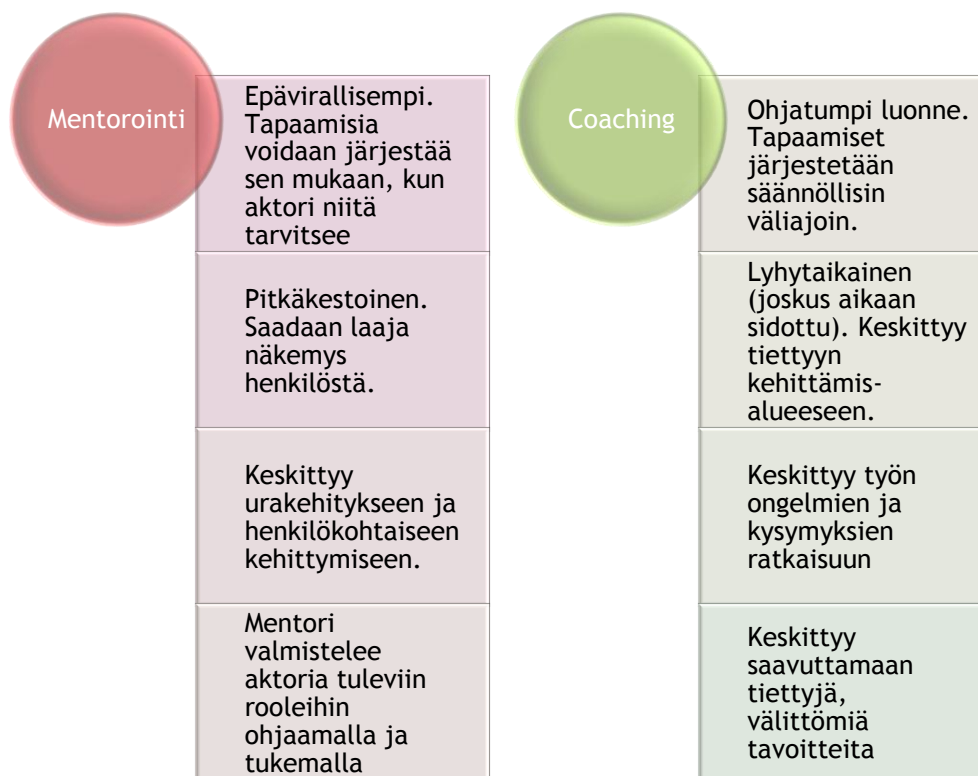 Mentorointi
Epävirallisempi.
Tapaamisia
voidaan järjestää
sen mukaan, kun
aktori niitä
tarvitsee
Pitkäkestoinen.
Saadaan laaja
näkemys
henkilöstä.
Keskittyy
urakehitykseen ja
henkilökohtaiseen
kehittymiseen.
Mentori
valmistelee
aktoria tuleviin
rooleihin
ohjaamalla ja
tukemalla
Coaching
Ohjatumpi luonne.
Tapaamiset
järjestetään
säännöllisin
väliajoin.
Lyhytaikainen
(joskus aikaan
sidottu). Keskittyy
tiettyyn
kehittämis-
alueeseen.
Keskittyy työn
ongelmien ja
kysymyksien
ratkaisuun
Keskittyy
saavuttamaan
tiettyjä,
välittömiä
tavoitteita